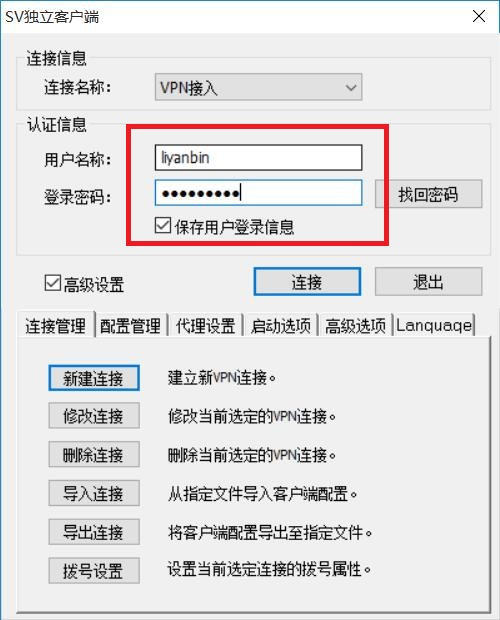 SV独立客户端
连接信息
连接名称： VPN接入
认证信息
用户名称： liyanbin
登录密码： ●●●●●●●●● 找回密码
保存用户登录信息
高级设置 连接 退出
连接管理 配置管理 代理设置 启动选项 高级选项 Language
新建连接 建立新VPN连接。
修改连接 修改当前选定的VPN连接。
删除连接 删除当前选定的VPN连接。
导入连接 从指定文件导入客户端配置。
导出连接 将客户端配置导出至指定文件。
拨号设置 设置当前选定连接的拨号属性。